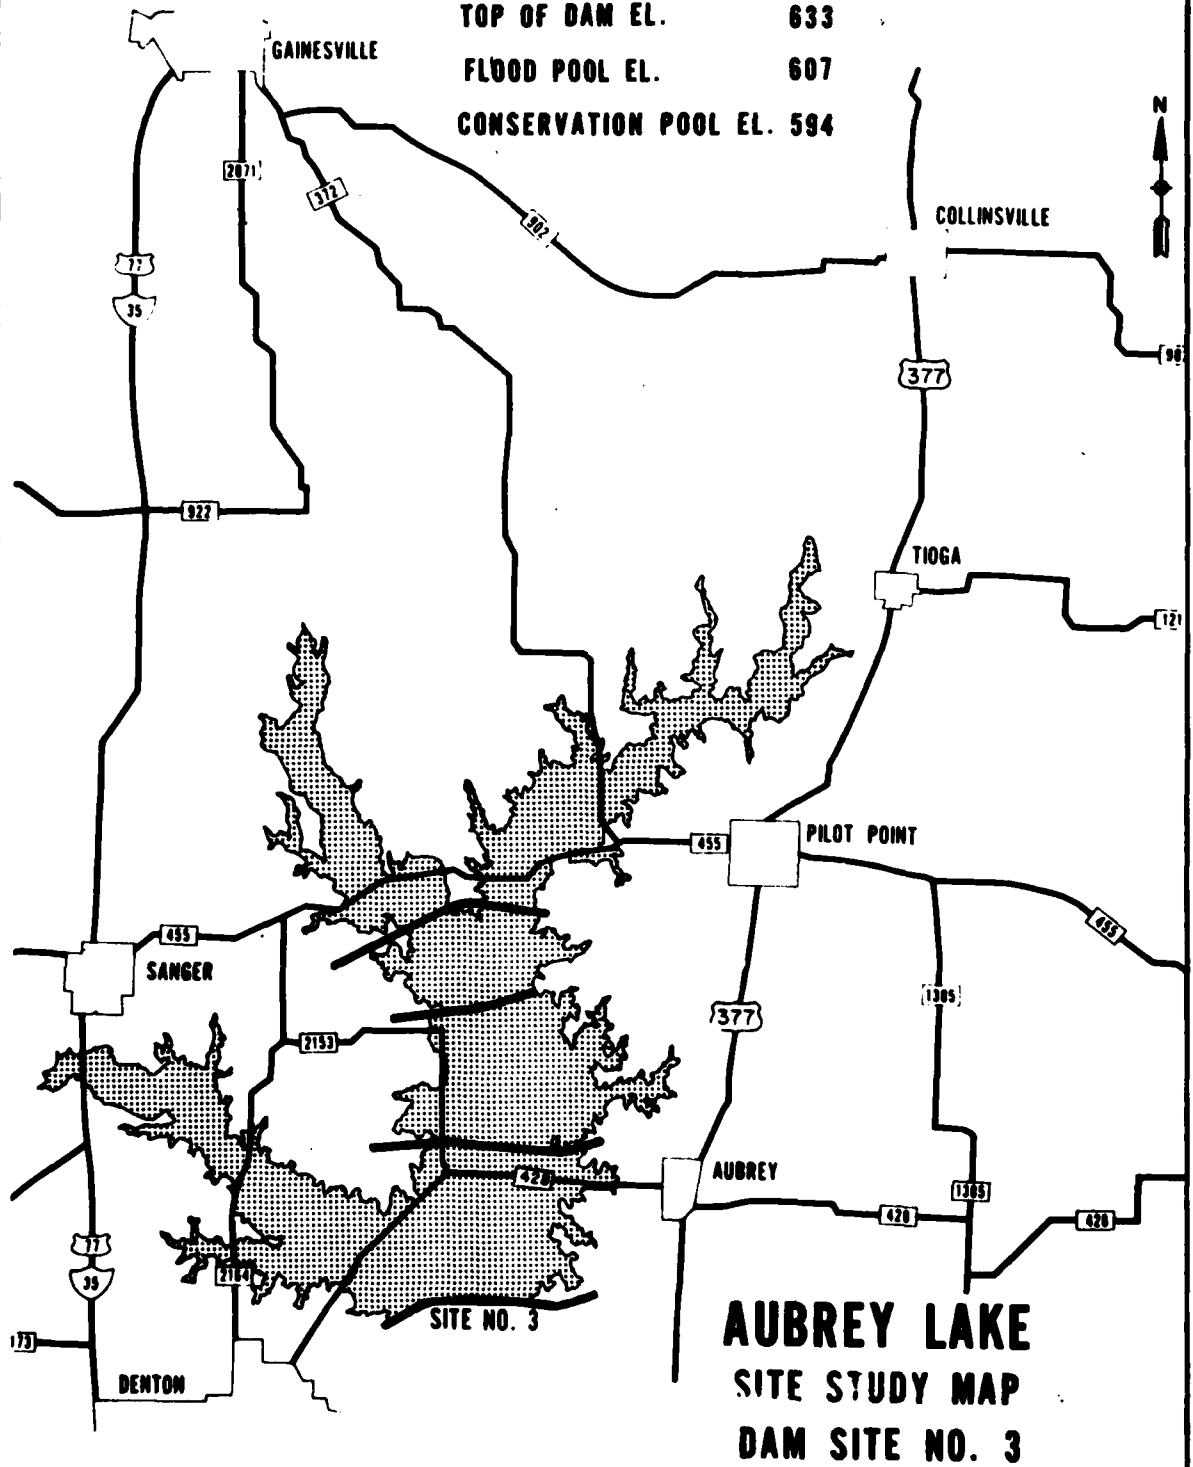 TOP OF DAM EL. 633
FLOOD POOL EL. 607
CONSERVATION POOL EL. 594
GAINESVILLE
N
2071
372
902
COLLINSVILLE
77
35
377
922
TIOGA
121
455
PILOT POINT
455
455
SANGER
1385
377
2153
AUBREY
428
1385
428
428
77
35
2164
SITE NO. 3
DENTON
AUBREY LAKE
SITE STUDY MAP
DAM SITE NO. 3